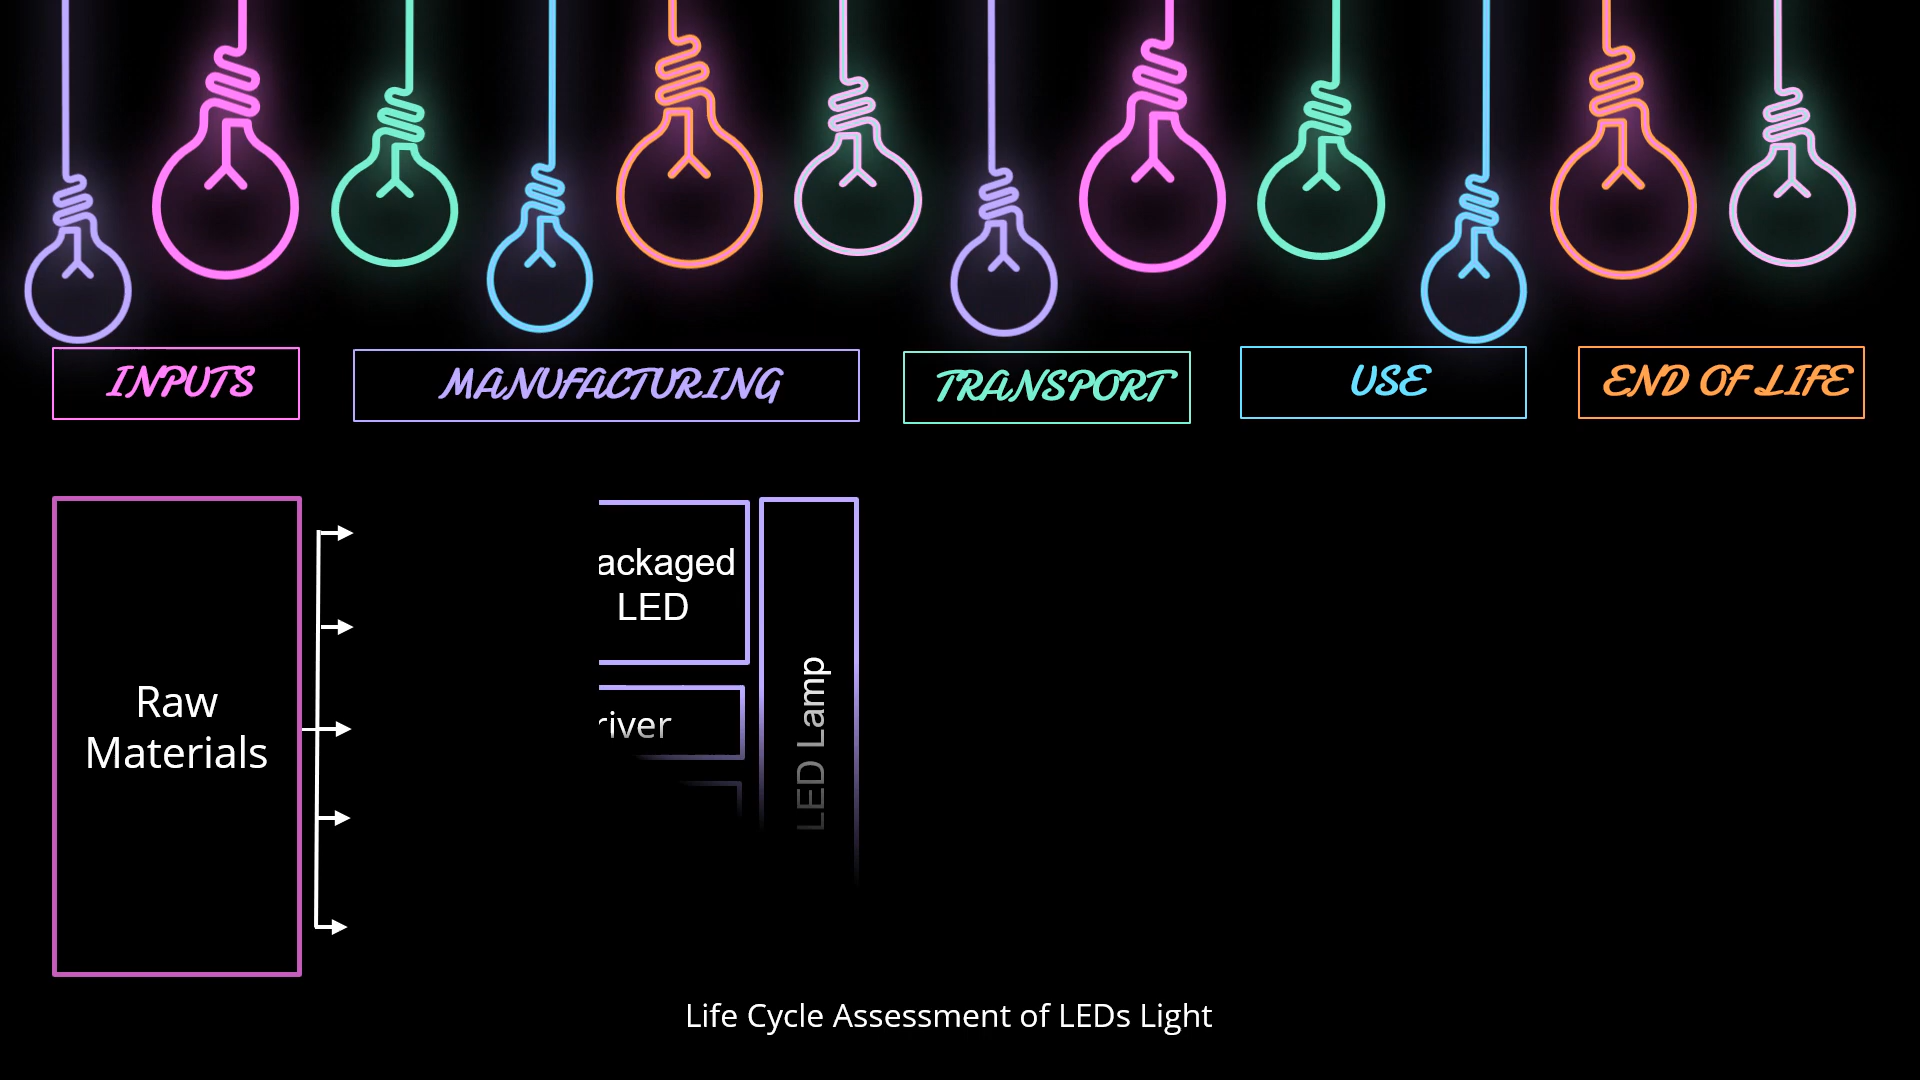 INPUTS
MANUFACTURING
TRANSPORT
USE
END OF LIFE
Raw
Materials
ackaged
LED
river
LED Lamp
Life Cycle Assessment of LEDs Light